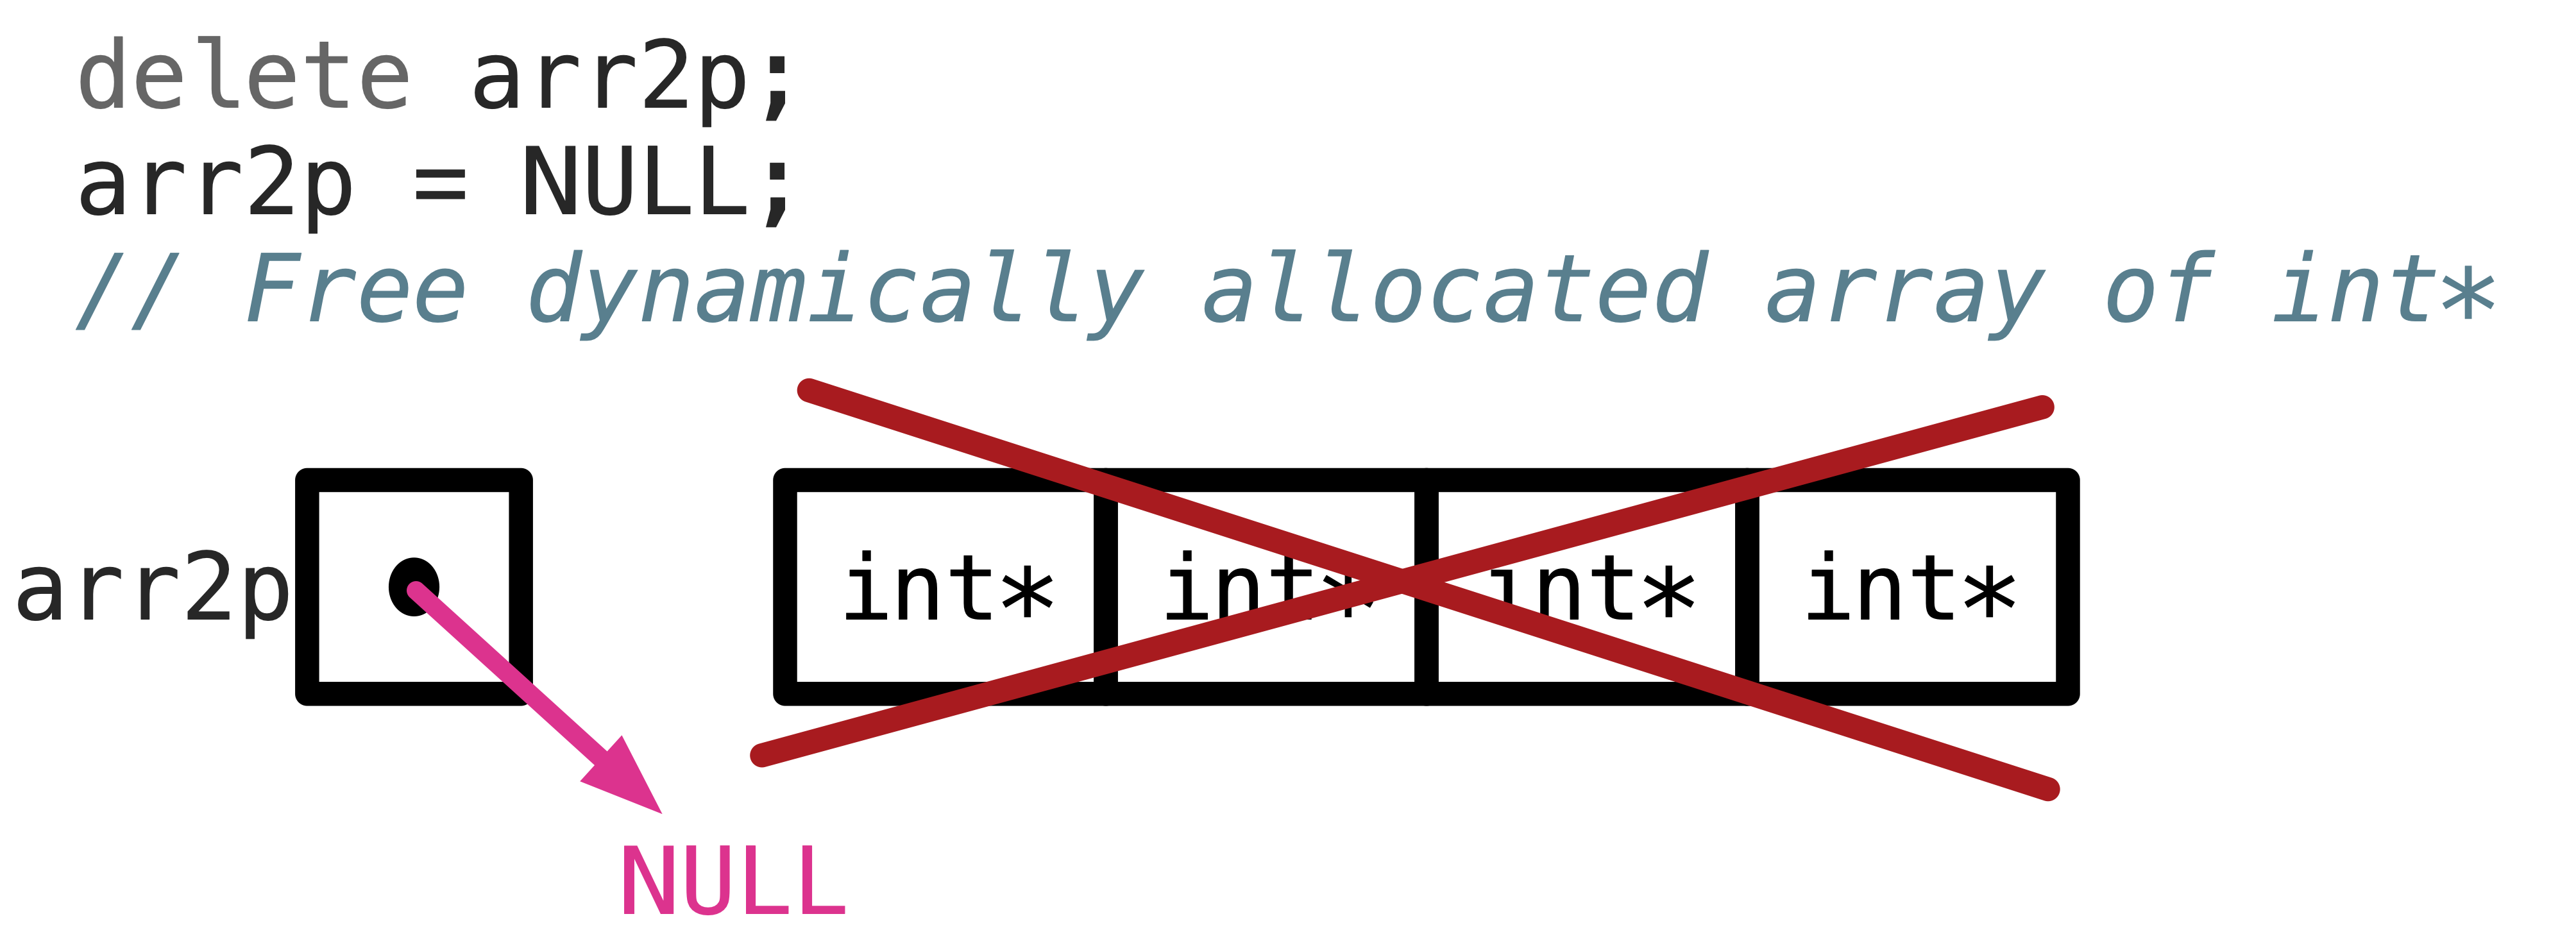 delete arr2p;
arr2p = NULL;
// Free dynamically allocated array of int*
arr2p int* int* int* int*
NULL